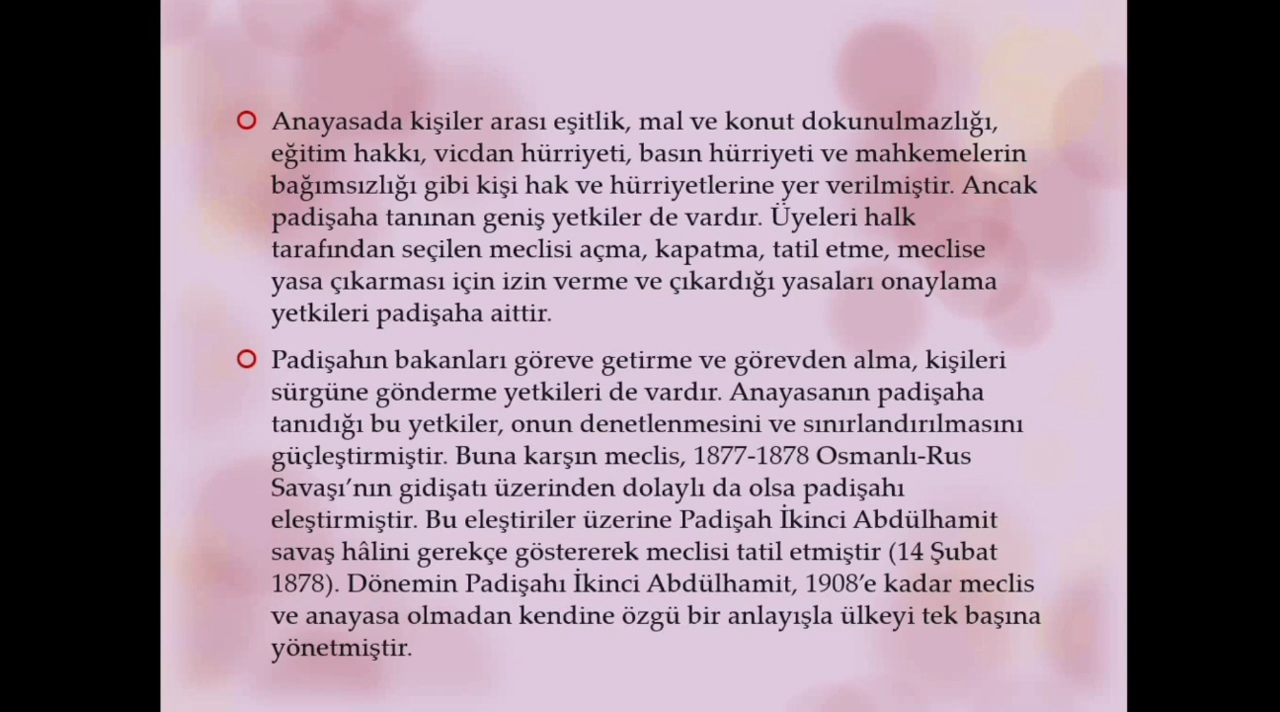 Anayasada kişiler arası eşitlik, mal ve konut dokunulmazlığı,
eğitim hakkı, vicdan hürriyeti, basın hürriyeti ve mahkemelerin
bağımsızlığı gibi kişi hak ve hürriyetlerine yer verilmiştir. Ancak
padişaha tanınan geniş yetkiler de vardır. Üyeleri halk
tarafından seçilen meclisi açma, kapatma, tatil etme, meclise
yasa çıkarması için izin verme ve çıkardığı yasaları onaylama
yetkileri padişaha aittir.
Padişahın bakanları göreve getirme ve görevden alma, kişileri
sürgüne gönderme yetkileri de vardır. Anayasanın padişaha
tanıdığı bu yetkiler, onun denetlenmesini ve sınırlandırılmasını
güçleştirmiştir. Buna karşın meclis, 1877-1878 Osmanlı-Rus
Savaşı’nın gidişatı üzerinden dolaylı da olsa padişahı
eleştirmiştir. Bu eleştiriler üzerine Padişah İkinci Abdülhamit
savaş hâlini gerekçe göstererek meclisi tatil etmiştir (14 Şubat
1878). Dönemin Padişahı İkinci Abdülhamit, 1908’e kadar meclis
ve anayasa olmadan kendine özgü bir anlayışla ülkeyi tek başına
yönetmiştir.